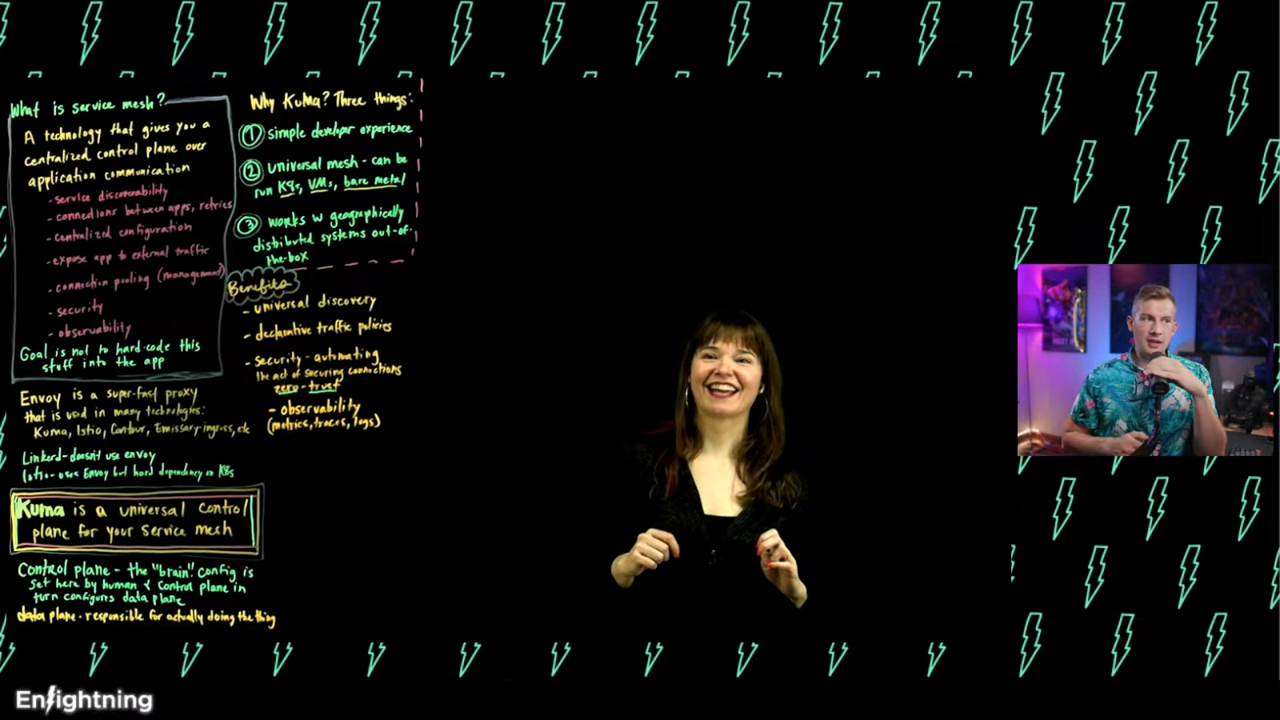 What is service mesh?
A technology that gives you a
centralized control plane over
application communication
- service discoverability
- connections between apps, retries
- centralized configuration
- expose app to external traffic
- connection pooling (management)
- security
- observability
Goal is not to hard-code this
stuff into the app
Envoy is a super-fast proxy
that is used in many technologies:
Kuma, Istio, Contour, Emissary-ingress, etc
Linkerd - doesn't use envoy
Istio - uses Envoy but hard dependency on K8s
Kuma is a universal control
plane for your service mesh
Control plane - the "brain". config is
set here by human & control plane in
turn configures data plane
data plane - responsible for actually doing the thing
Why Kuma? Three things:
1 simple developer experience
2 universal mesh - can be
run K8s, VMs, bare metal
3 works w geographically
distributed systems out-of-
the-box
Benefits
- universal discovery
- declarative traffic policies
- security - automating
the act of securing connections
zero-trust
- observability
(metrics, traces, logs)
Enlightning